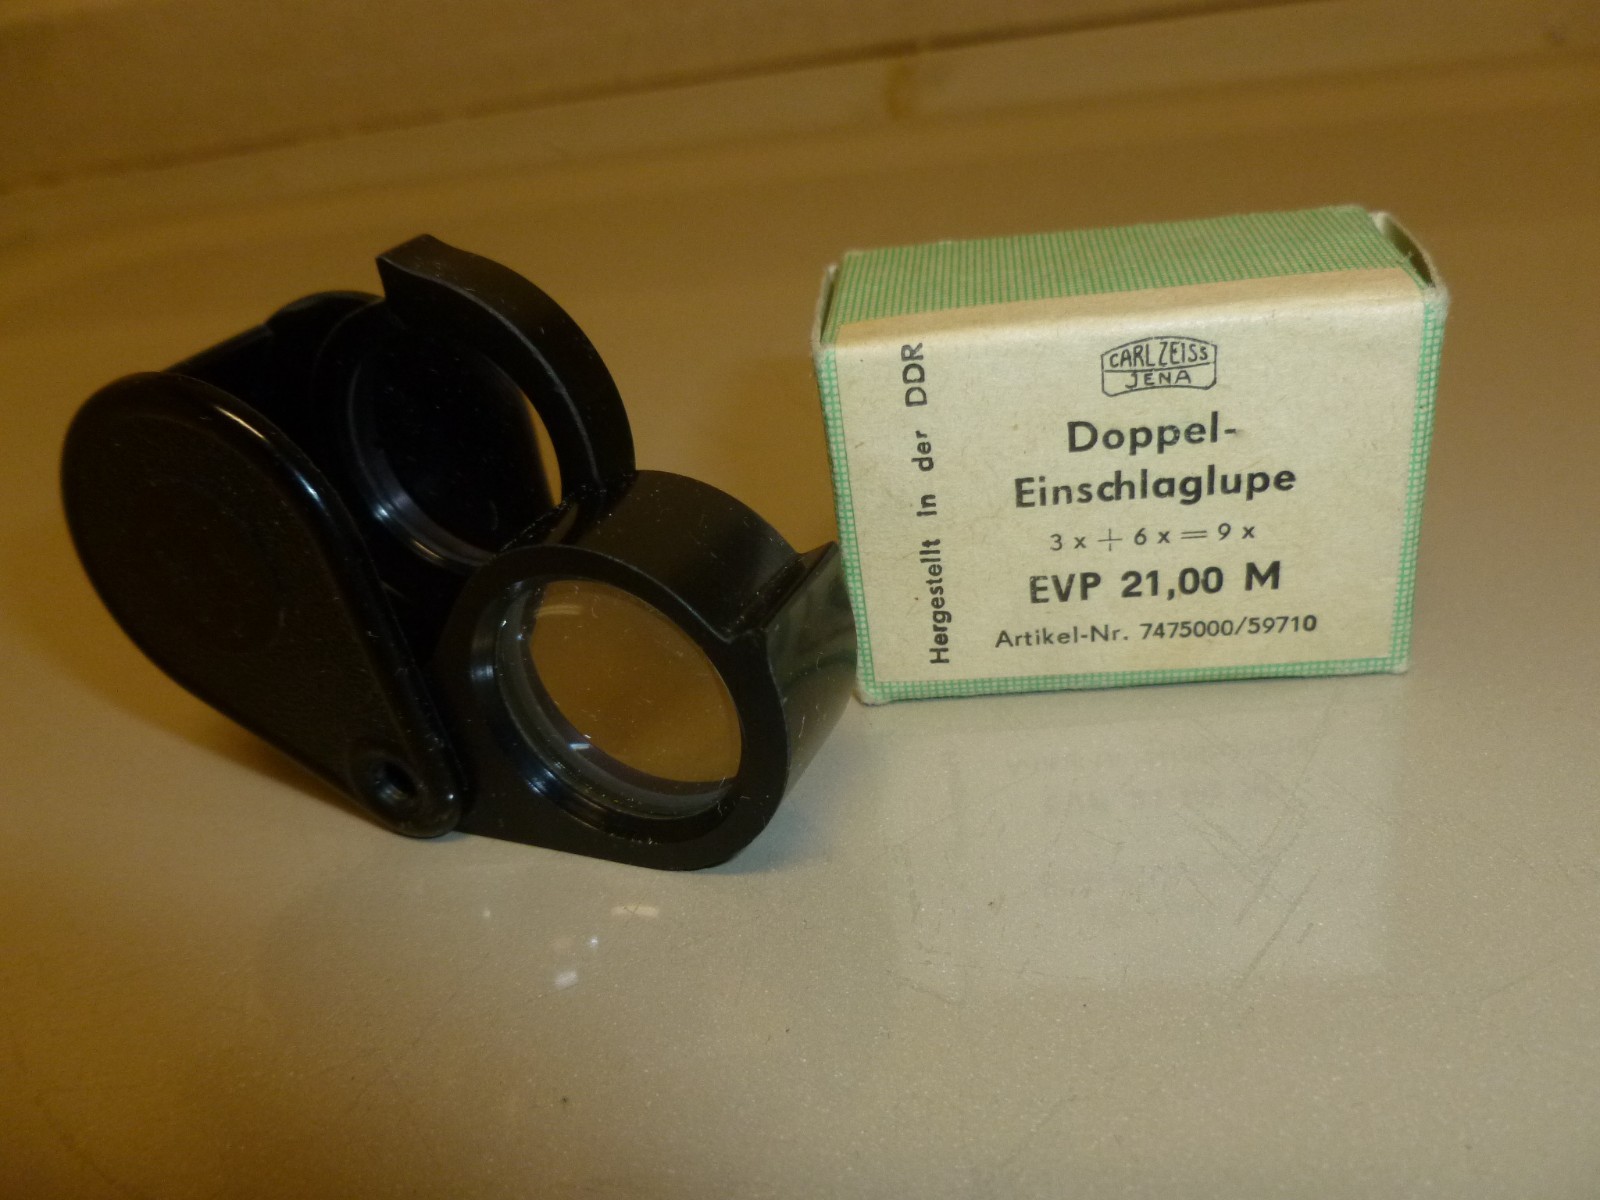 CARL ZEISS
JENA
Doppel-
Einschlaglupe
3 x + 6 x = 9 x
EVP 21,00 M
Artikel-Nr. 7475000/59710
Hergestellt in der DDR